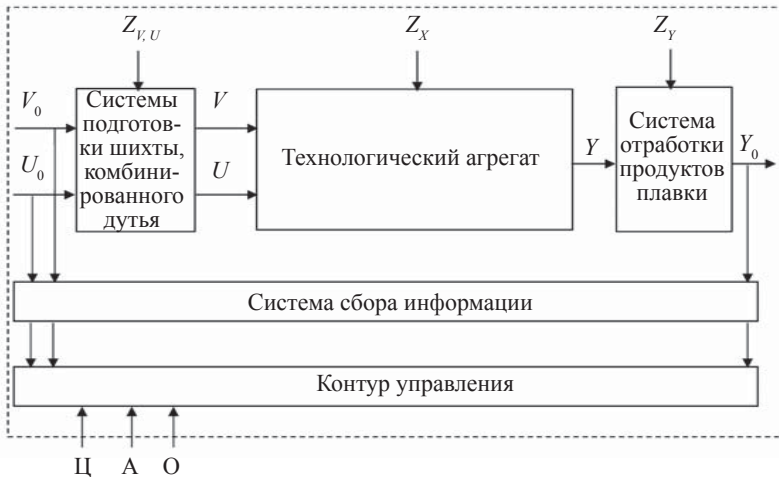 Z_{V, U}
Z_X
Z_Y
V_0
U_0
Системы
подготов-
ки шихты,
комбини-
рованного
дутья
V
U
Технологический агрегат
Y
Система
отработки
продуктов
плавки
Y_0
Система сбора информации
Контур управления
Ц А О